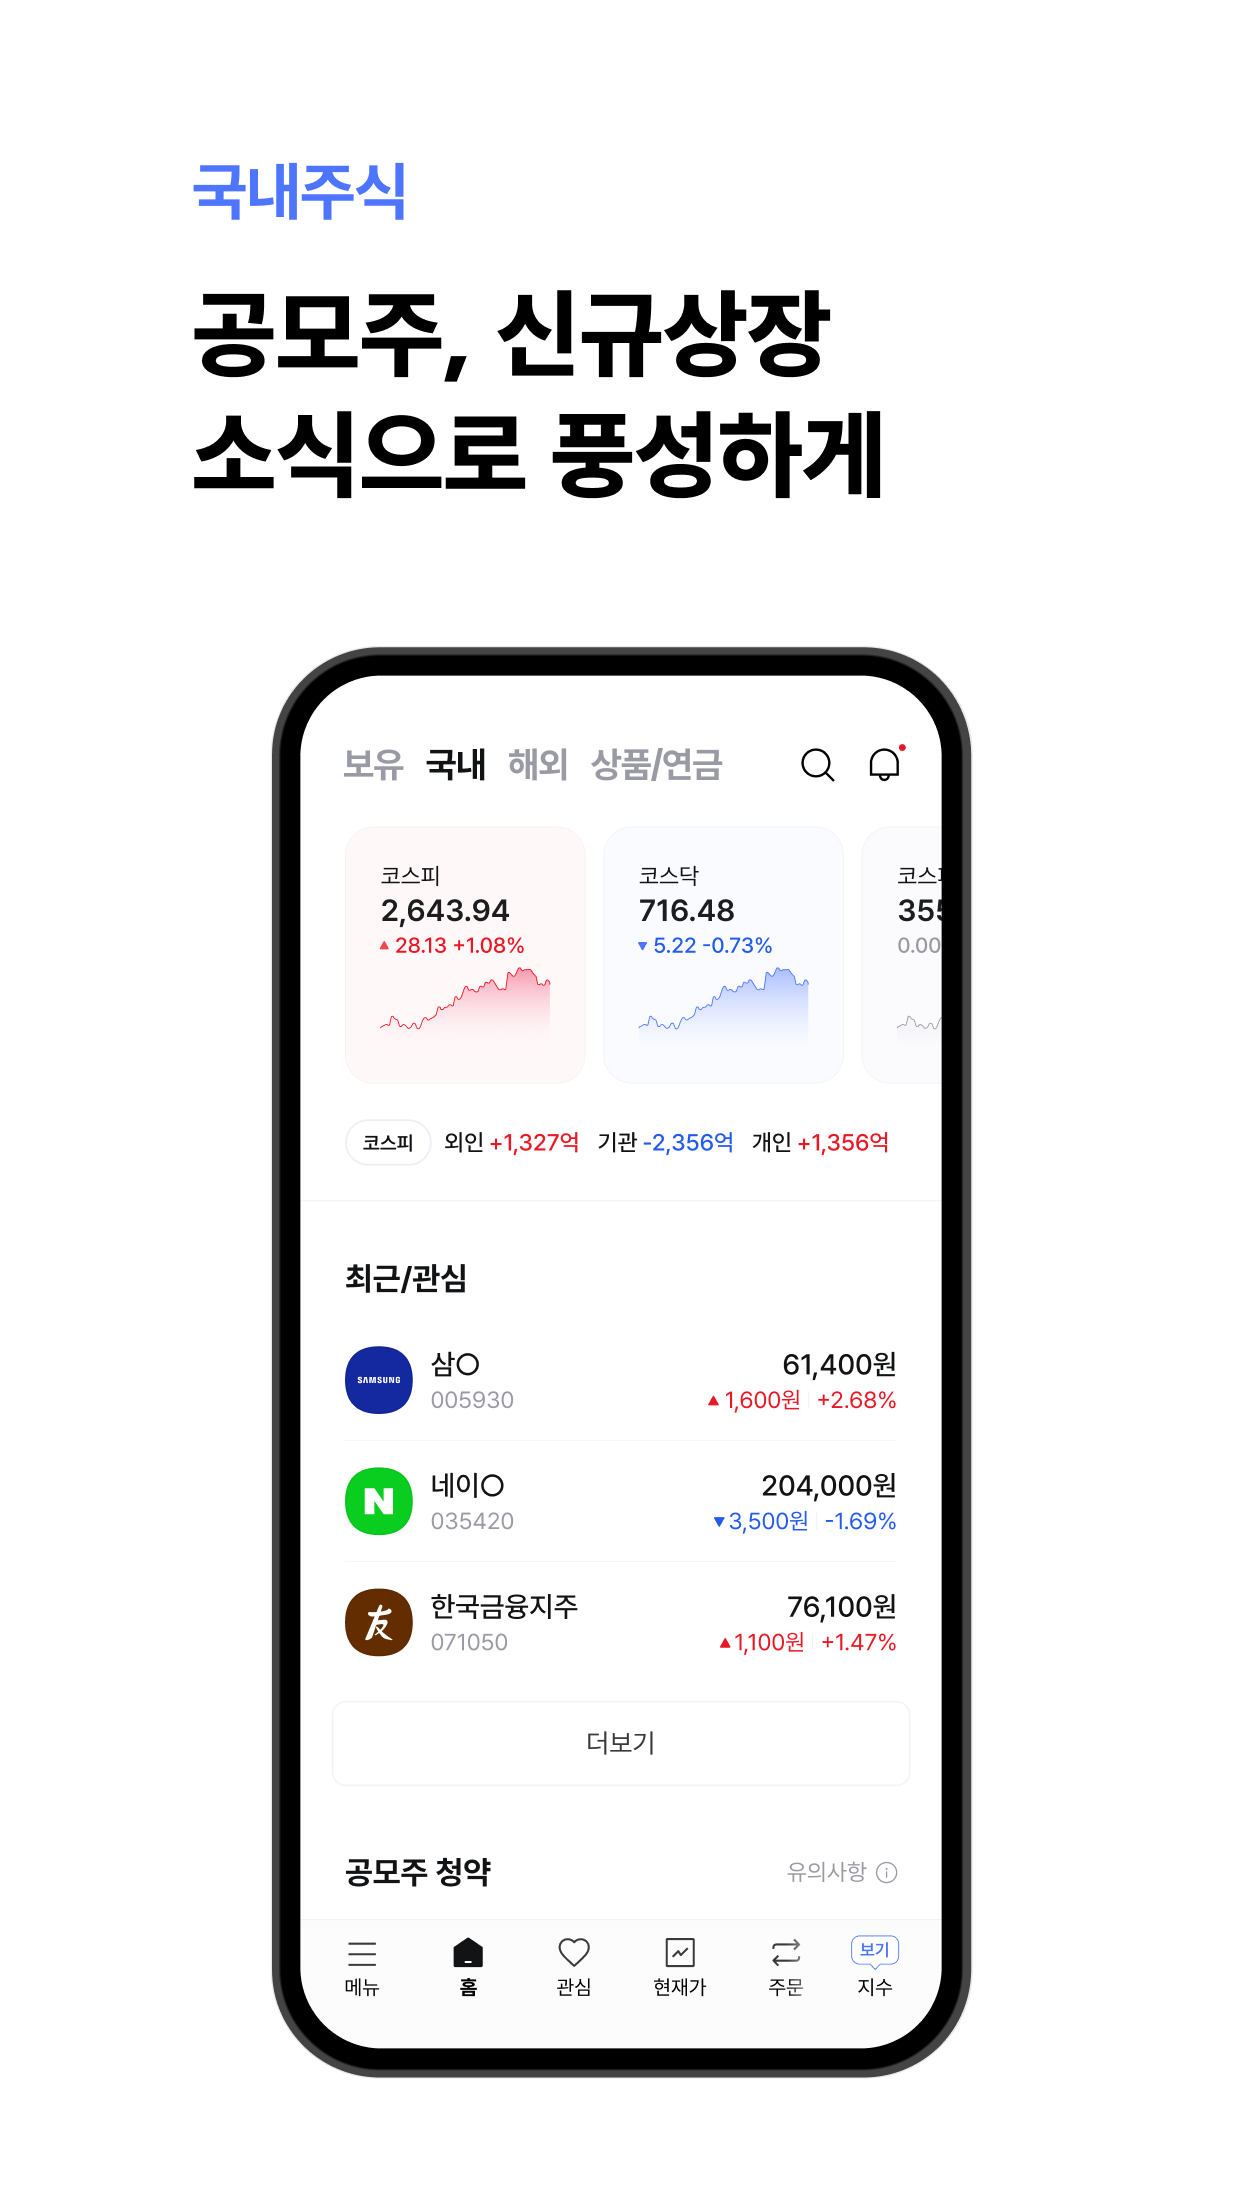 국내주식
공모주, 신규상장
소식으로 풍성하게
보유 국내 해외 상품/연금
코스피
2,643.94
▲ 28.13 +1.08%
코스닥
716.48
▼ 5.22 -0.73%
코스
355
0.00
코스피 외인 +1,327억 기관 -2,356억 개인 +1,356억
최근/관심
SAMSUNG
삼○ 61,400원
005930 ▲ 1,600원 +2.68%
N
네이○ 204,000원
035420 ▼3,500원 -1.69%
友
한국금융지주 76,100원
071050 ▲1,100원 +1.47%
더보기
공모주 청약 유의사항
보기
메뉴 홈 관심 현재가 주문 지수